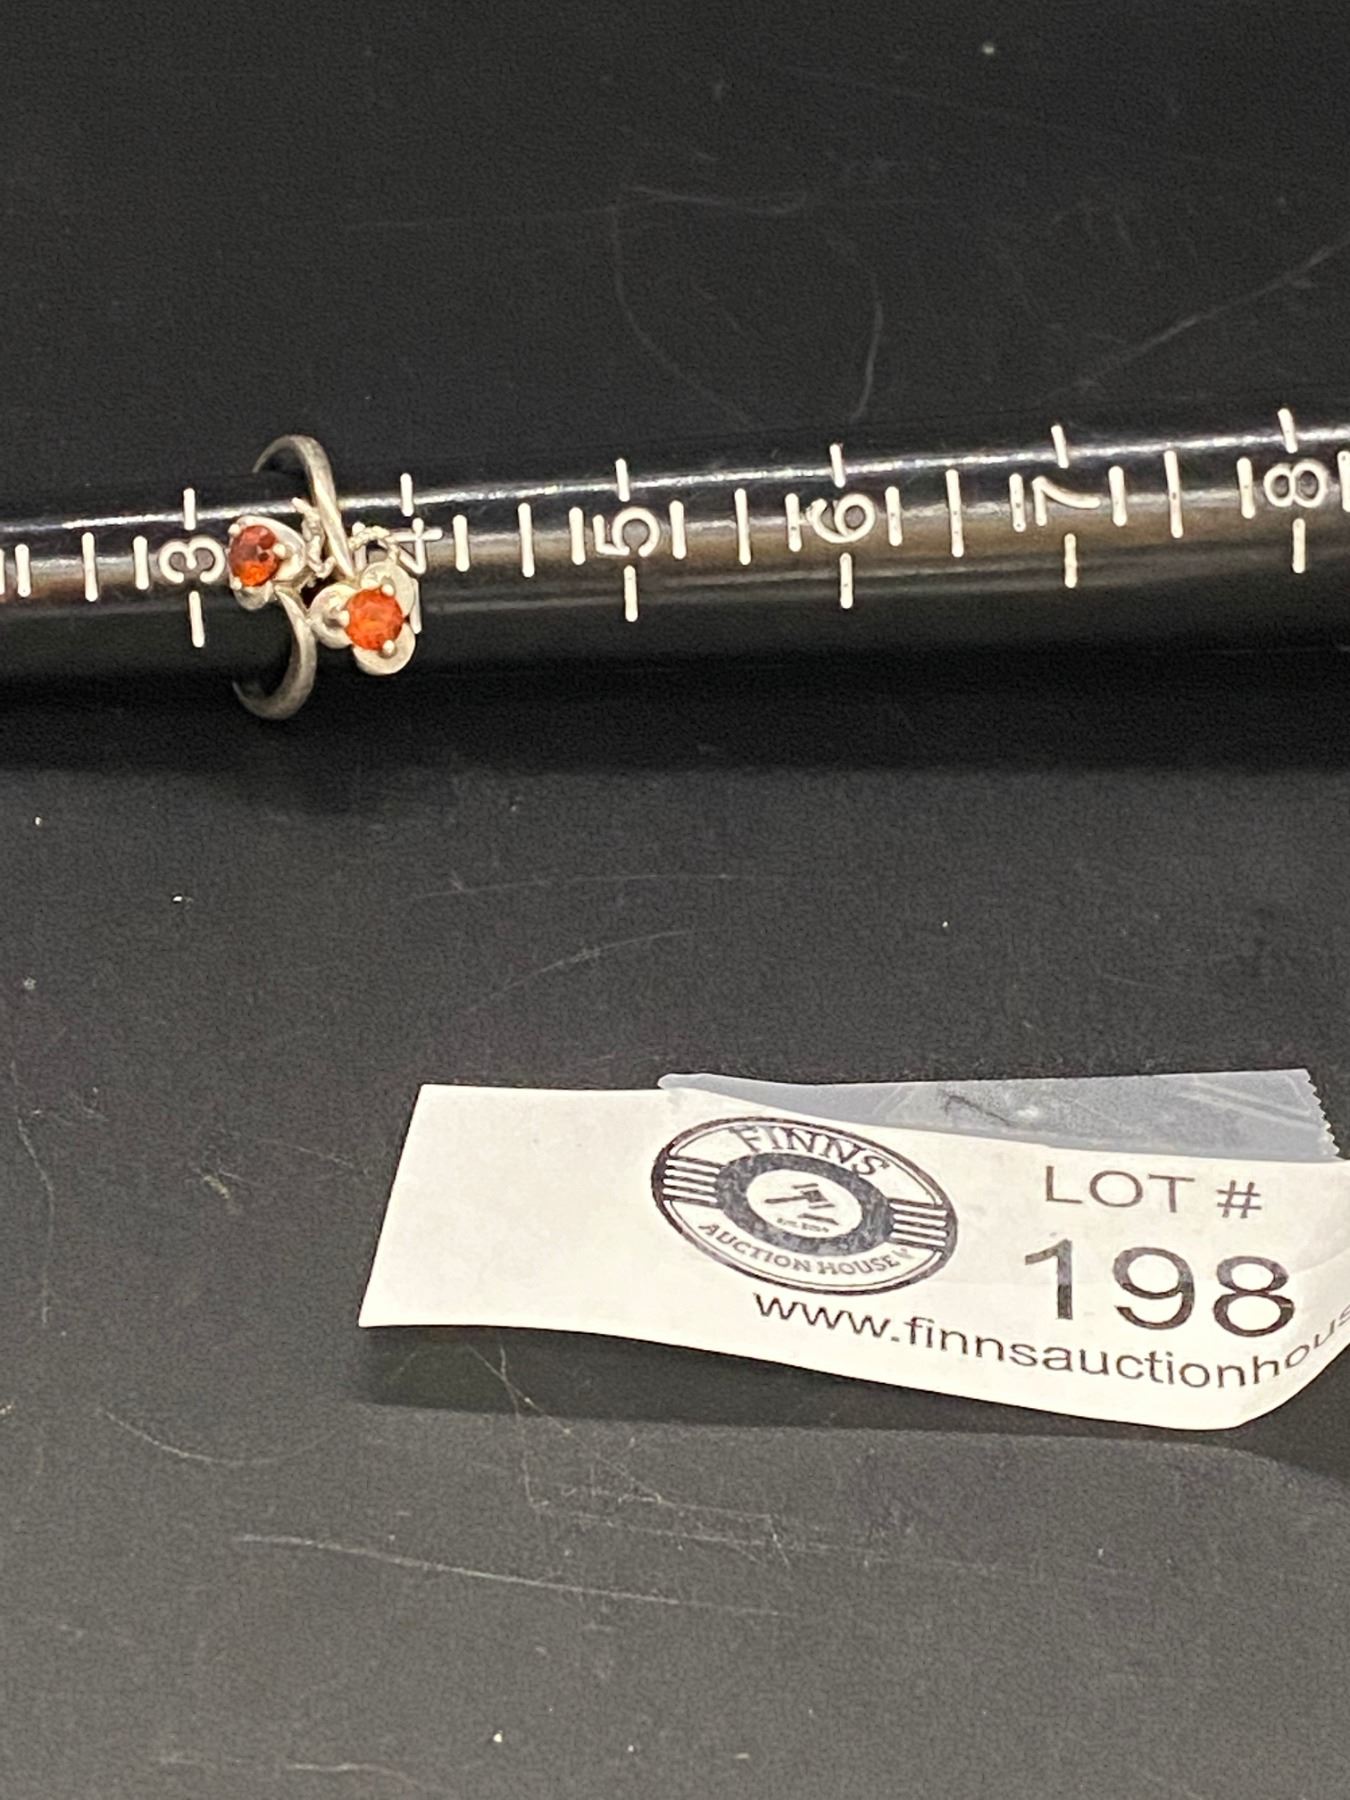 3 4 5 6 7 8
FINNS
AUCTION HOUSE
LOT #
198
www.finnsauctionhous